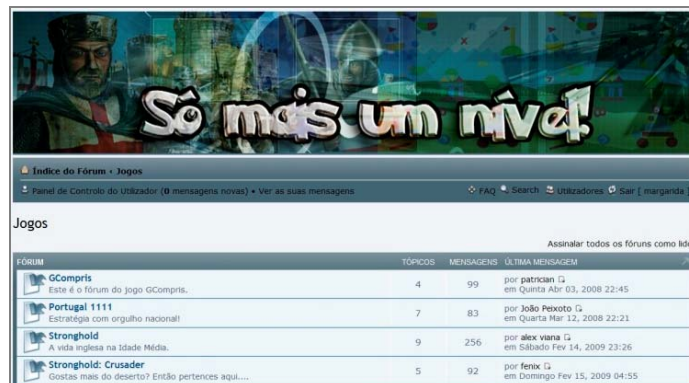 Só mais um nível!
Índice do Fórum ‹ Jogos
Painel de Controlo do Utilizador (0 mensagens novas) • Ver as suas mensagens FAQ Search Utilizadores Sair [ margarida ]
Jogos
Assinalar todos os fóruns como lido
FÓRUM TÓPICOS MENSAGENS ÚLTIMA MENSAGEM
GCompris
Este é o fórum do jogo GCompris. 4 99 por patrician
em Quinta Abr 03, 2008 22:45
Portugal 1111
Estratégia com orgulho nacional! 7 83 por João Peixoto
em Quarta Mar 12, 2008 22:21
Stronghold
A vida inglesa na Idade Média. 9 256 por alex viana
em Sábado Fev 14, 2009 23:26
Stronghold: Crusader
Gostas mais do deserto? Então pertences aqui.... 5 92 por fenix
em Domingo Fev 15, 2009 04:55